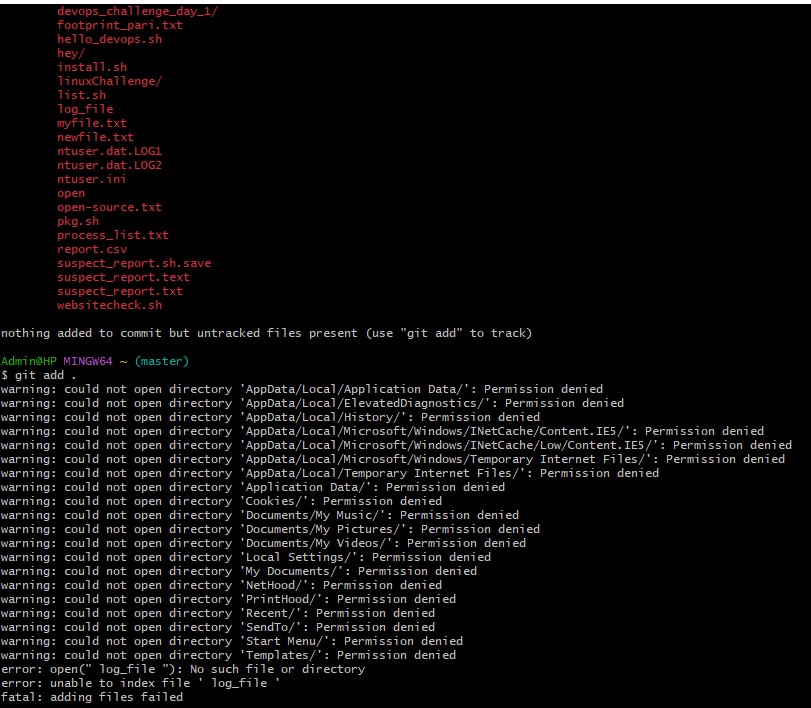 devops_challenge_day_1/
footprint_pari.txt
hello_devops.sh
hey/
install.sh
linuxChallenge/
list.sh
log_file
myfile.txt
newfile.txt
ntuser.dat.LOG1
ntuser.dat.LOG2
ntuser.ini
open
open-source.txt
pkg.sh
process_list.txt
report.csv
suspect_report.sh.save
suspect_report.text
suspect_report.txt
websitecheck.sh
nothing added to commit but untracked files present (use "git add" to track)
Admin@HP MINGW64 ~ (master)
$ git add .
warning: could not open directory 'AppData/Local/Application Data/': Permission denied
warning: could not open directory 'AppData/Local/ElevatedDiagnostics/': Permission denied
warning: could not open directory 'AppData/Local/History/': Permission denied
warning: could not open directory 'AppData/Local/Microsoft/Windows/INetCache/Content.IE5/': Permission denied
warning: could not open directory 'AppData/Local/Microsoft/Windows/INetCache/Low/Content.IE5/': Permission denied
warning: could not open directory 'AppData/Local/Microsoft/Windows/Temporary Internet Files/': Permission denied
warning: could not open directory 'AppData/Local/Temporary Internet Files/': Permission denied
warning: could not open directory 'Application Data/': Permission denied
warning: could not open directory 'Cookies/': Permission denied
warning: could not open directory 'Documents/My Music/': Permission denied
warning: could not open directory 'Documents/My Pictures/': Permission denied
warning: could not open directory 'Documents/My Videos/': Permission denied
warning: could not open directory 'Local Settings/': Permission denied
warning: could not open directory 'My Documents/': Permission denied
warning: could not open directory 'NetHood/': Permission denied
warning: could not open directory 'PrintHood/': Permission denied
warning: could not open directory 'Recent/': Permission denied
warning: could not open directory 'SendTo/': Permission denied
warning: could not open directory 'Start Menu/': Permission denied
warning: could not open directory 'Templates/': Permission denied
error: open(" log_file "): No such file or directory
error: unable to index file ' log_file '
fatal: adding files failed